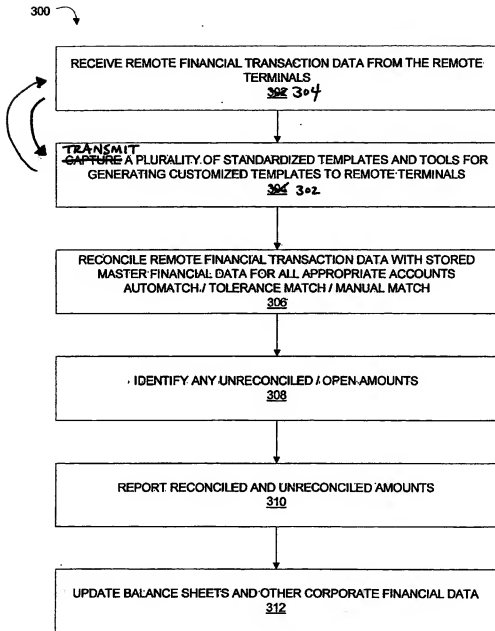 300
RECEIVE REMOTE FINANCIAL TRANSACTION DATA FROM THE REMOTE
TERMINALS
302 304
TRANSMIT
CAPTURE A PLURALITY OF STANDARDIZED TEMPLATES AND TOOLS FOR
GENERATING CUSTOMIZED TEMPLATES TO REMOTE TERMINALS
302
RECONCILE REMOTE FINANCIAL TRANSACTION DATA WITH STORED
MASTER FINANCIAL DATA FOR ALL APPROPRIATE ACCOUNTS
AUTOMATCH / TOLERANCE MATCH / MANUAL MATCH
306
IDENTIFY ANY UNRECONCILED / OPEN AMOUNTS
308
REPORT RECONCILED AND UNRECONCILED AMOUNTS
310
UPDATE BALANCE SHEETS AND OTHER CORPORATE FINANCIAL DATA
312